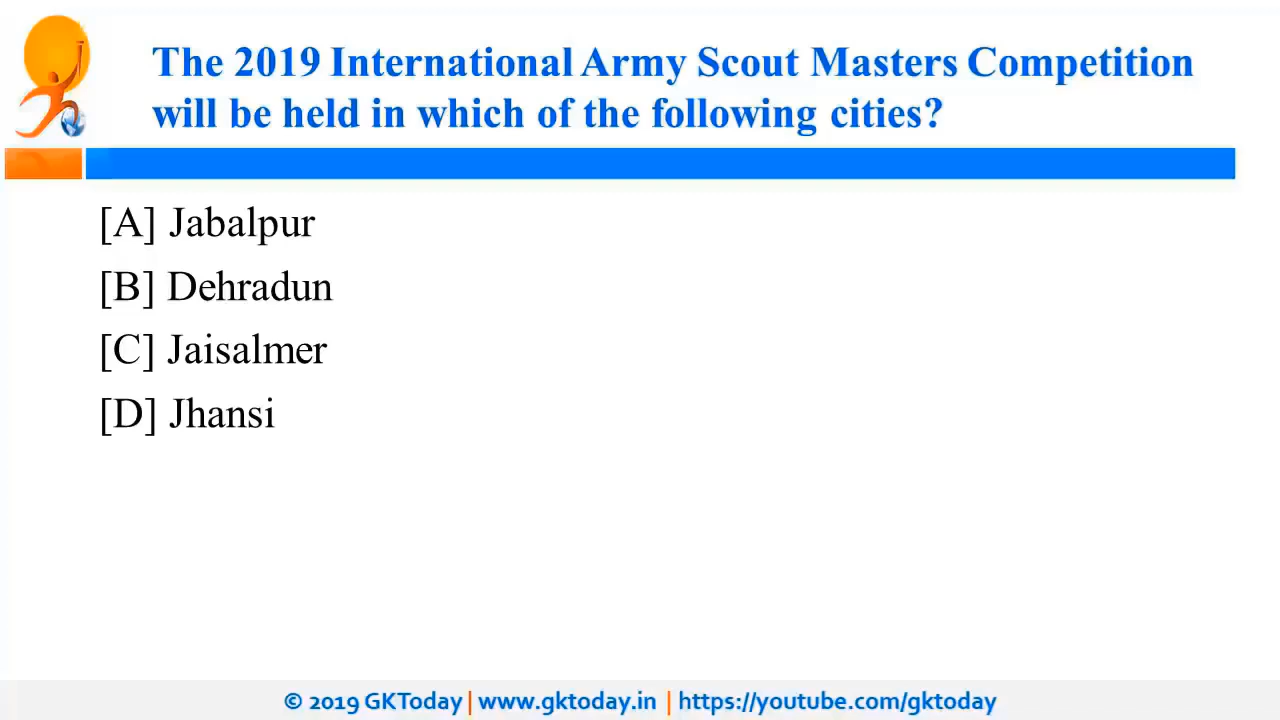 The 2019 International Army Scout Masters Competition
will be held in which of the following cities?
[A] Jabalpur
[B] Dehradun
[C] Jaisalmer
[D] Jhansi
© 2019 GKToday | www.gktoday.in | https://youtube.com/gktoday